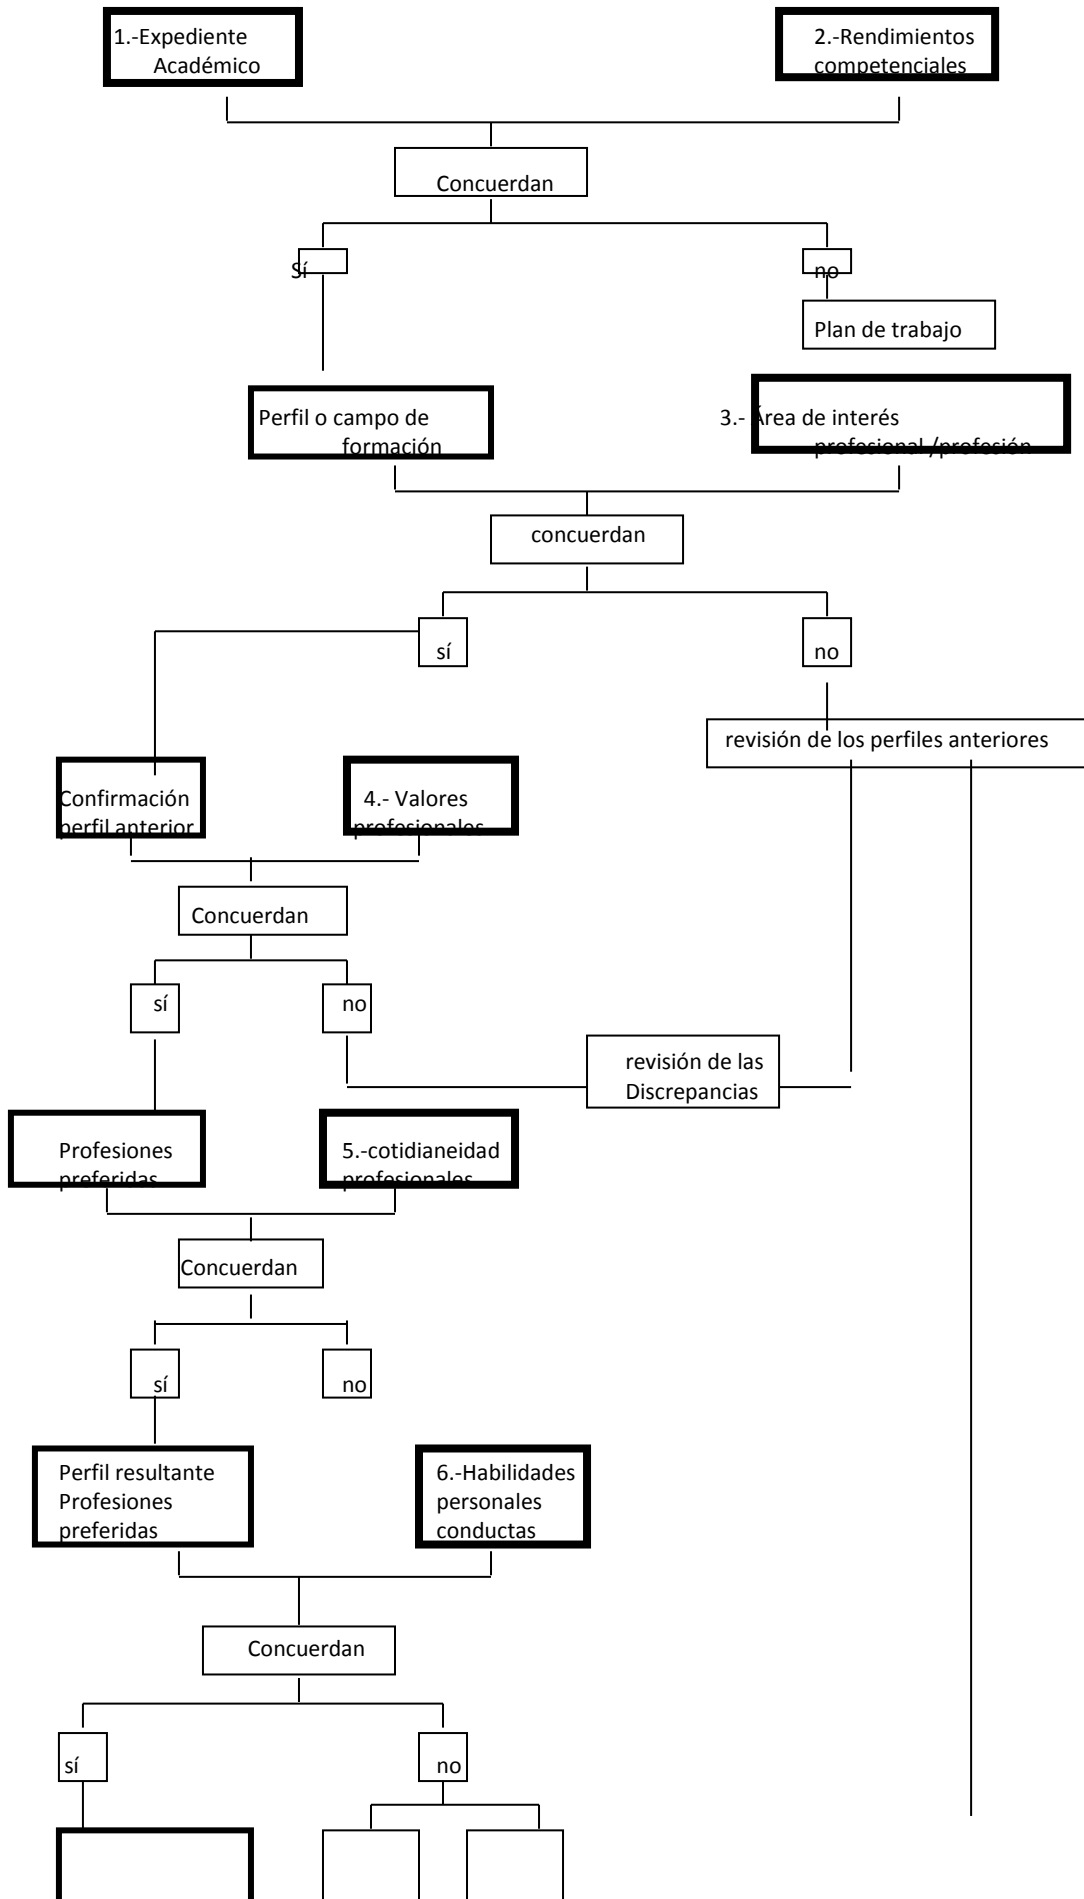 1.-Expediente
Académico
2.-Rendimientos
competenciales
Concuerdan
Sí
no
Plan de trabajo
Perfil o campo de
formación
3.- Área de interés
profesional /profesión
concuerdan
sí
no
revisión de los perfiles anteriores
Confirmación
perfil anterior
4.- Valores
profesionales
Concuerdan
sí
no
revisión de las
Discrepancias
Profesiones
preferidas
5.-cotidianeidad
profesionales
Concuerdan
sí
no
Perfil resultante
Profesiones
preferidas
6.-Habilidades
personales
conductas
Concuerdan
sí
no